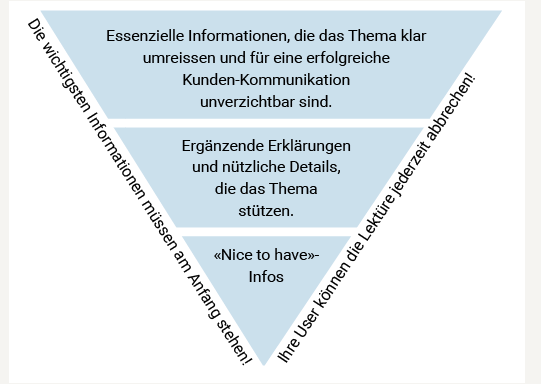 Essenzielle Informationen, die das Thema klar
umreissen und für eine erfolgreiche
Kunden-Kommunikation
unverzichtbar sind.
Ergänzende Erklärungen
und nützliche Details,
die das Thema
stützen.
«Nice to have»-
Infos
Die wichtigsten Informationen müssen am Anfang stehen!
Ihre User können die Lektüre jederzeit abbrechen!